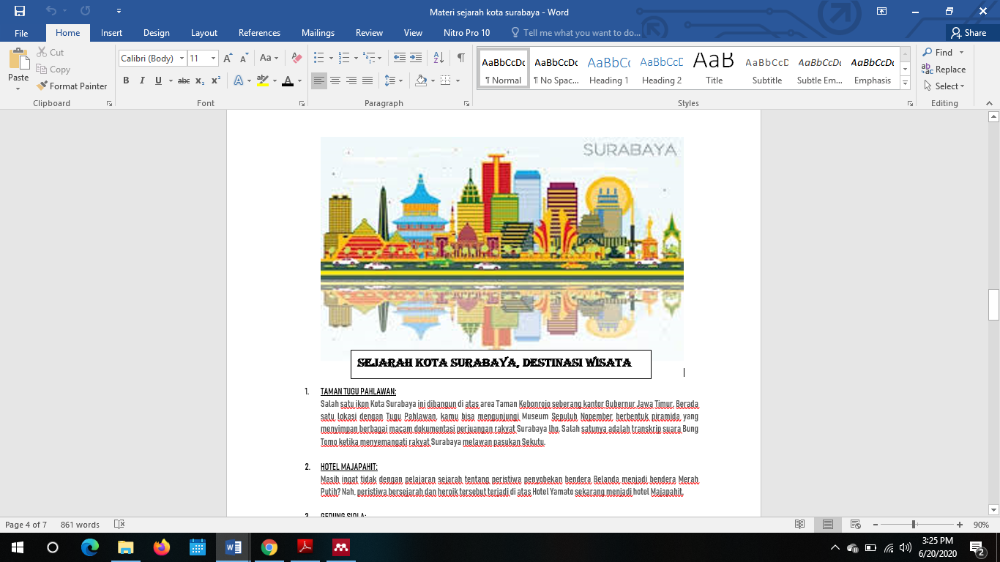 Materi sejarah kota surabaya - Word
File Home Insert Design Layout References Mailings Review View Nitro Pro 10 Tell me what you want to do... Share
Paste
Cut
Copy
Format Painter
Clipboard
Calibri (Body) 11
Aa
B I U abc x₂ x² A ab A
Font
Paragraph
AaBbCcDc AaBbCcDc AaBbCc AaBbCcD AaB AaBbCcD AaBbCcDc AaBbCcDc
¶ Normal ¶ No Spac... Heading 1 Heading 2 Title Subtitle Subtle Em... Emphasis
Styles
Find
Replace
Select
Editing
SURABAYA
SEJARAH KOTA SURABAYA, DESTINASI WISATA
1. TAMAN TUGU PAHLAWAN:
Salah satu ikon Kota Surabaya ini dibangun di atas area Taman Kebonrojo seberang kantor Gubernur Jawa Timur. Berada
satu lokasi dengan Tugu Pahlawan, kamu bisa mengunjungi Museum Sepuluh Nopember berbentuk piramida yang
menyimpan berbagai macam dokumentasi perjuangan rakyat Surabaya lho. Salah satunya adalah transkrip suara Bung
Tomo ketika menyemangati rakyat Surabaya melawan pasukan Sekutu.
2. HOTEL MAJAPAHIT:
Masih ingat tidak dengan pelajaran sejarah tentang peristiwa penyobekan bendera Belanda menjadi bendera Merah
Putih? Nah, peristiwa bersejarah dan heroik tersebut terjadi di atas Hotel Yamato sekarang menjadi hotel Majapahit.
3. GEDUNG SIOLA:
Page 4 of 7 861 words 90%
3:25 PM
6/20/2020
2